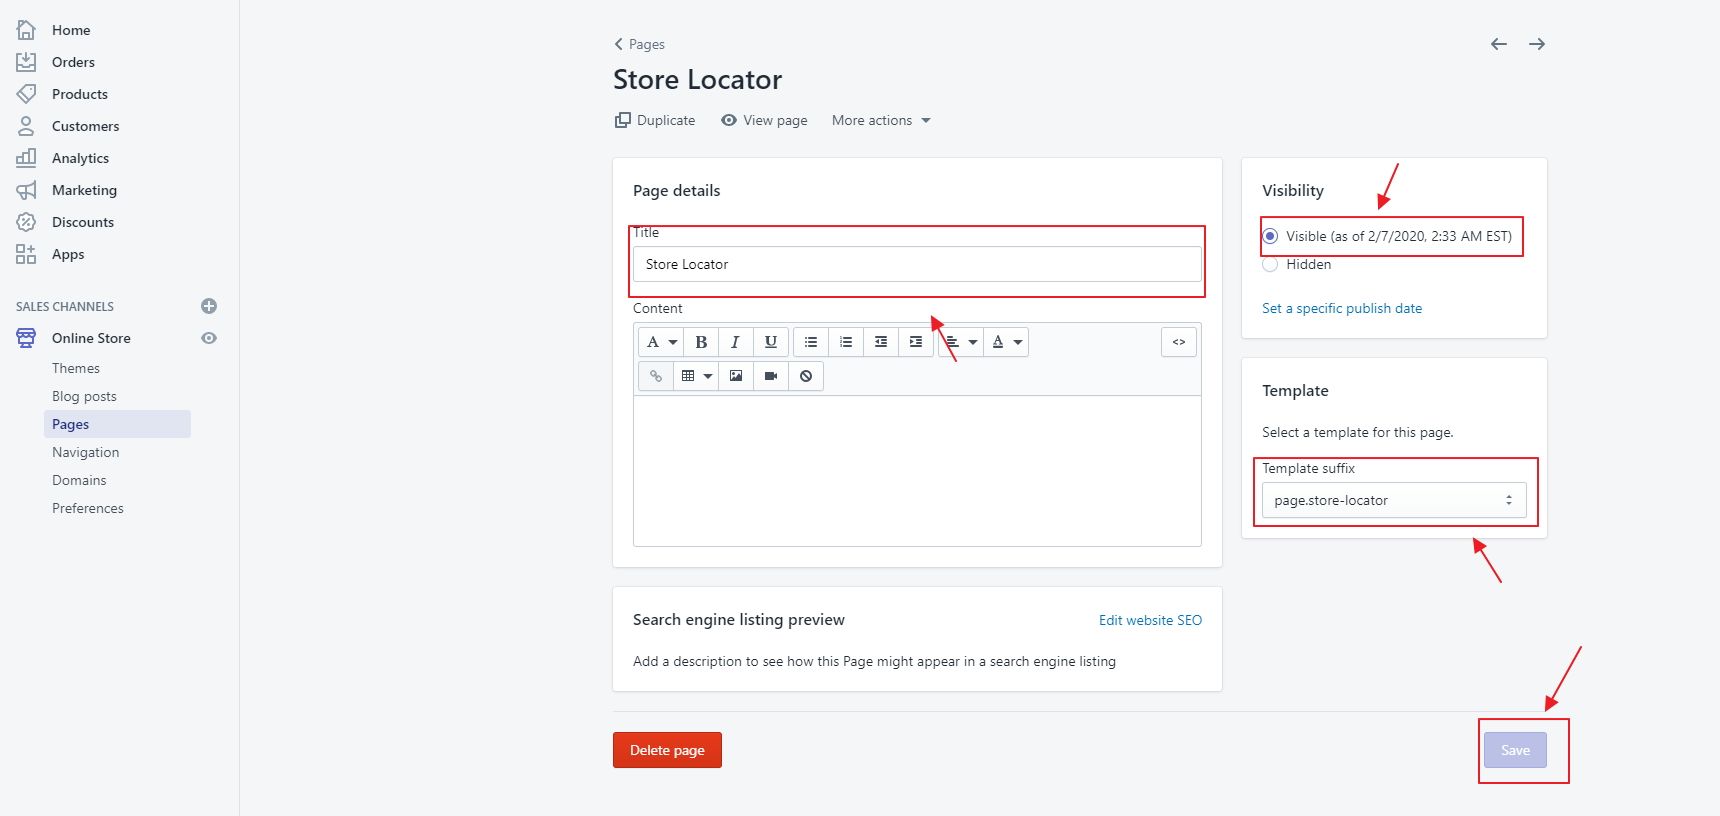 Home
Orders
Products
Customers
Analytics
Marketing
Discounts
Apps
SALES CHANNELS
Online Store
Themes
Blog posts
Pages
Navigation
Domains
Preferences
Pages
Store Locator
Duplicate View page More actions
Page details
Title
Store Locator
Content
A B I U A <>
Search engine listing preview Edit website SEO
Add a description to see how this Page might appear in a search engine listing
Visibility
Visible (as of 2/7/2020, 2:33 AM EST)
Hidden
Set a specific publish date
Template
Select a template for this page.
Template suffix
page.store-locator
Delete page Save